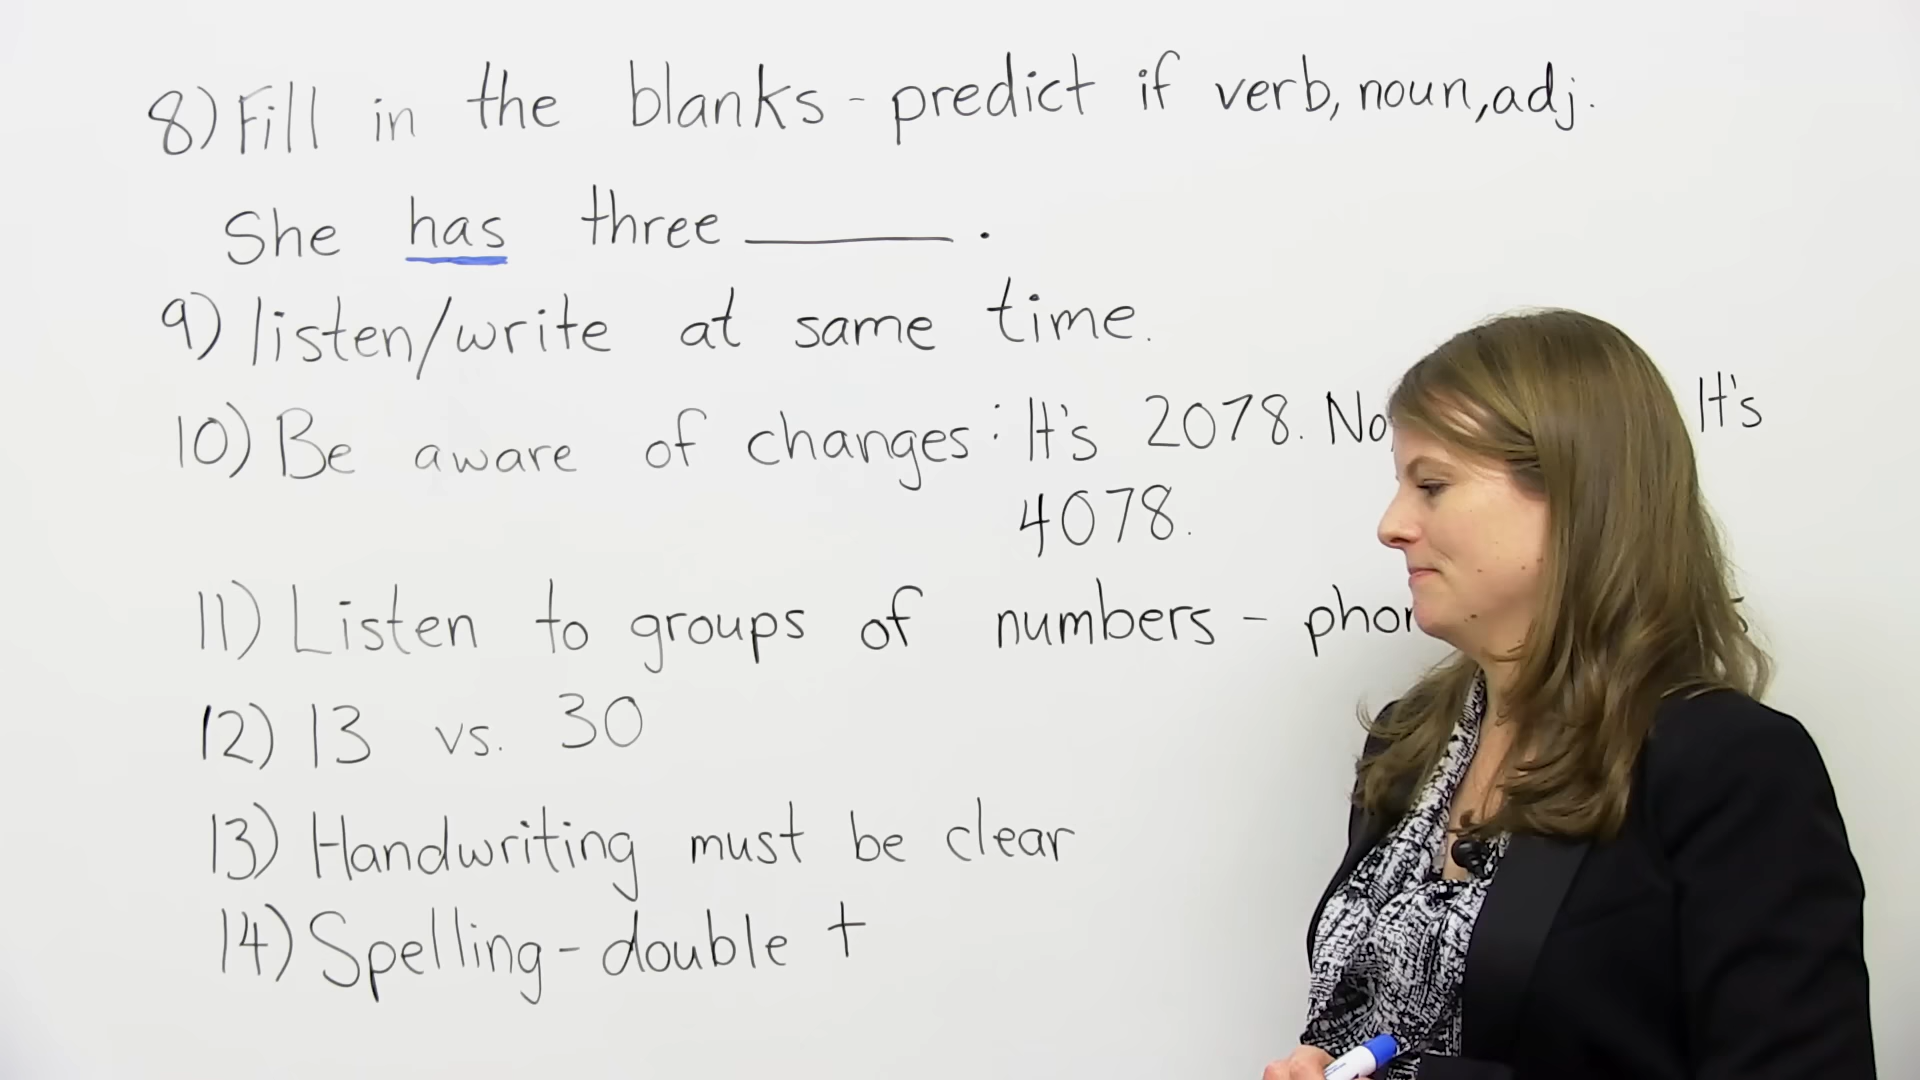 8) Fill in the blanks - predict if verb, noun, adj.
She has three ______.
9) listen/write at same time.
10) Be aware of changes: It's 2078. It's
4078.
11) Listen to groups of numbers -
12) 13 vs. 30
13) Handwriting must be clear
14) Spelling - double t